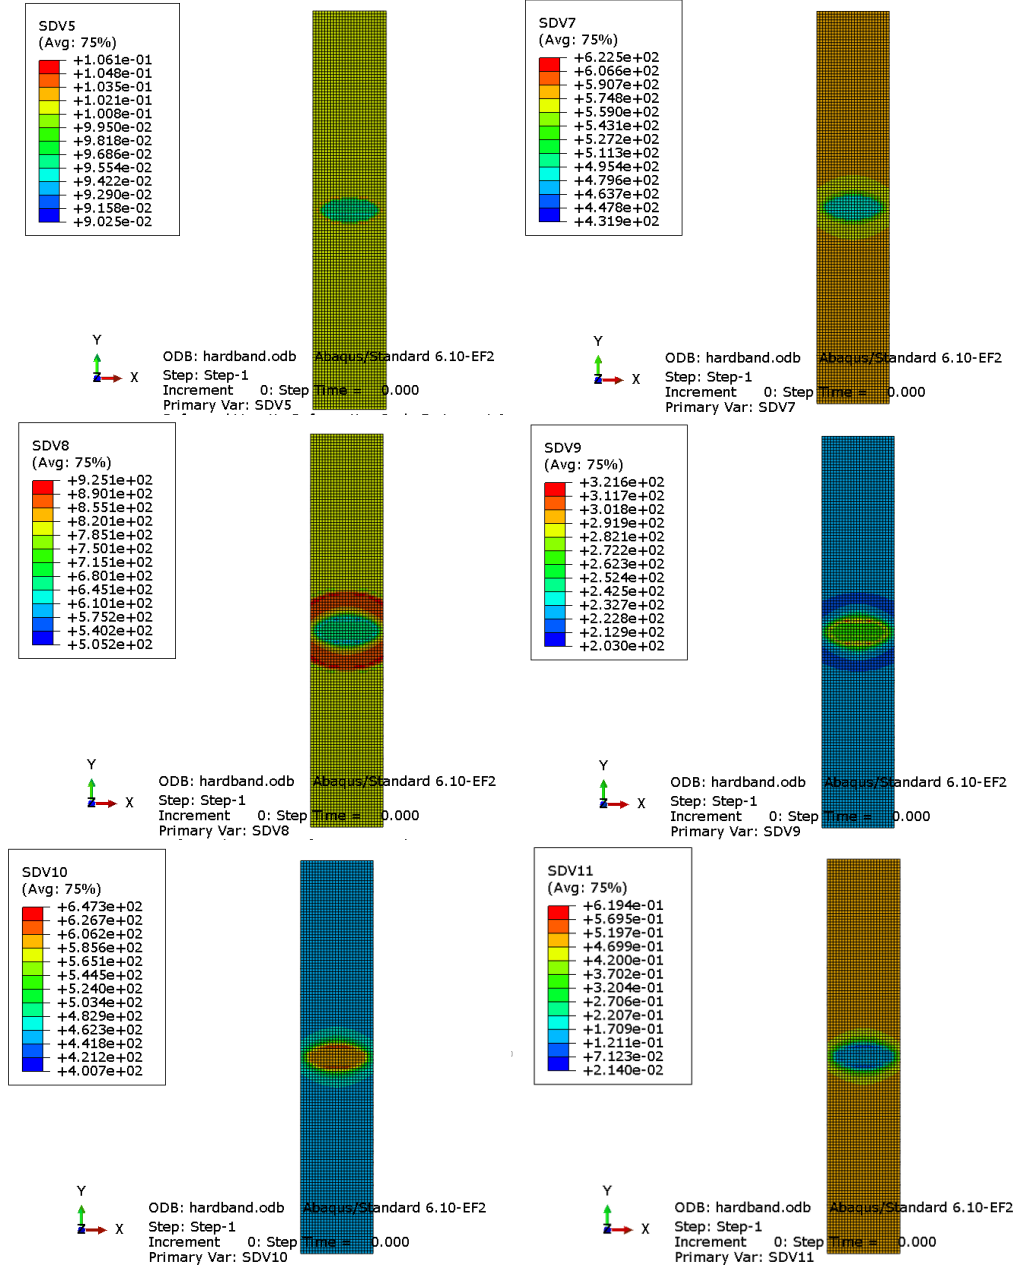 SDV5
(Avg: 75%)
+1.061e-01
+1.048e-01
+1.035e-01
+1.021e-01
+1.008e-01
+9.950e-02
+9.818e-02
+9.686e-02
+9.554e-02
+9.422e-02
+9.290e-02
+9.158e-02
+9.025e-02
Y
Z
X
ODB: hardband.odb Abaqus/Standard 6.10-EF2
Step: Step-1
Increment 0: Step Time = 0.000
Primary Var: SDV5
SDV7
(Avg: 75%)
+6.225e+02
+6.066e+02
+5.907e+02
+5.748e+02
+5.590e+02
+5.431e+02
+5.272e+02
+5.113e+02
+4.954e+02
+4.796e+02
+4.637e+02
+4.478e+02
+4.319e+02
Y
Z
X
ODB: hardband.odb Abaqus/Standard 6.10-EF2
Step: Step-1
Increment 0: Step Time = 0.000
Primary Var: SDV7
SDV8
(Avg: 75%)
+9.251e+02
+8.901e+02
+8.551e+02
+8.201e+02
+7.851e+02
+7.501e+02
+7.151e+02
+6.801e+02
+6.451e+02
+6.101e+02
+5.752e+02
+5.402e+02
+5.052e+02
Y
Z
X
ODB: hardband.odb Abaqus/Standard 6.10-EF2
Step: Step-1
Increment 0: Step Time = 0.000
Primary Var: SDV8
SDV9
(Avg: 75%)
+3.216e+02
+3.117e+02
+3.018e+02
+2.919e+02
+2.821e+02
+2.722e+02
+2.623e+02
+2.524e+02
+2.425e+02
+2.327e+02
+2.228e+02
+2.129e+02
+2.030e+02
Y
Z
X
ODB: hardband.odb Abaqus/Standard 6.10-EF2
Step: Step-1
Increment 0: Step Time = 0.000
Primary Var: SDV9
SDV10
(Avg: 75%)
+6.473e+02
+6.267e+02
+6.062e+02
+5.856e+02
+5.651e+02
+5.445e+02
+5.240e+02
+5.034e+02
+4.829e+02
+4.623e+02
+4.418e+02
+4.212e+02
+4.007e+02
Y
Z
X
ODB: hardband.odb Abaqus/Standard 6.10-EF2
Step: Step-1
Increment 0: Step Time = 0.000
Primary Var: SDV10
SDV11
(Avg: 75%)
+6.194e-01
+5.695e-01
+5.197e-01
+4.699e-01
+4.200e-01
+3.702e-01
+3.204e-01
+2.706e-01
+2.207e-01
+1.709e-01
+1.211e-01
+7.123e-02
+2.140e-02
Y
Z
X
ODB: hardband.odb Abaqus/Standard 6.10-EF2
Step: Step-1
Increment 0: Step Time = 0.000
Primary Var: SDV11